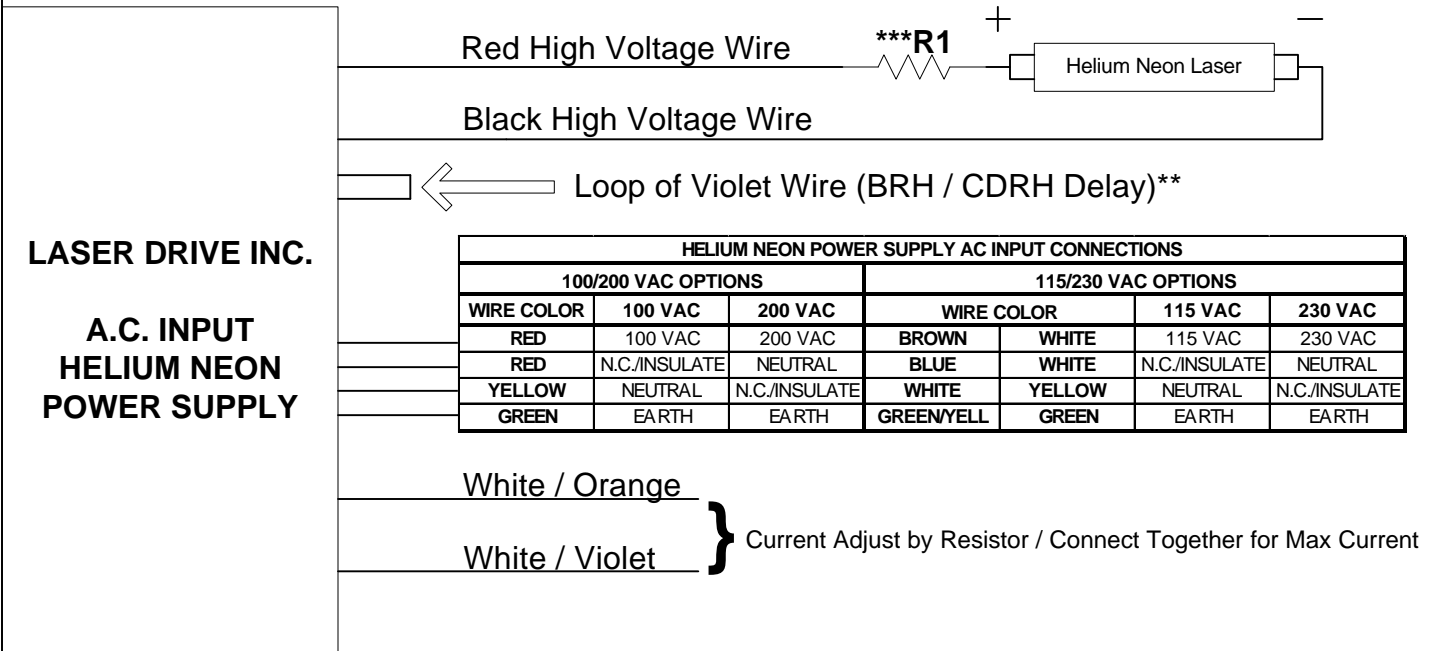 Red High Voltage Wire
***R1
+
—
Helium Neon Laser
Black High Voltage Wire
Loop of Violet Wire (BRH / CDRH Delay)**
LASER DRIVE INC.
A.C. INPUT
HELIUM NEON
POWER SUPPLY
HELIUM NEON POWER SUPPLY AC INPUT CONNECTIONS
100/200 VAC OPTIONS 115/230 VAC OPTIONS
WIRE COLOR 100 VAC 200 VAC WIRE COLOR 115 VAC 230 VAC
RED 100 VAC 200 VAC BROWN WHITE 115 VAC 230 VAC
RED N.C./INSULATE NEUTRAL BLUE WHITE N.C./INSULATE NEUTRAL
YELLOW NEUTRAL N.C./INSULATE WHITE YELLOW NEUTRAL N.C./INSULATE
GREEN EARTH EARTH GREEN/YELL GREEN EARTH EARTH
White / Orange
White / Violet
} Current Adjust by Resistor / Connect Together for Max Current